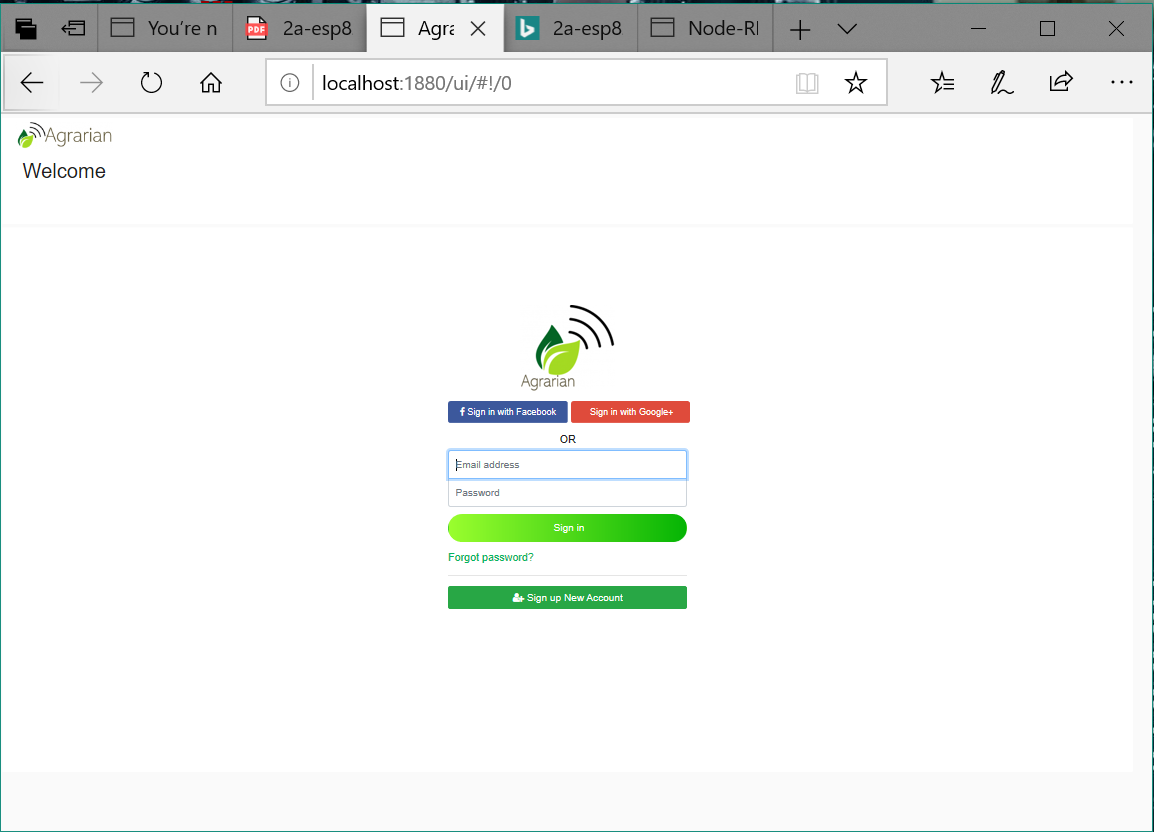 You're n
PDF
2a-esp8
Agra
2a-esp8
Node-RI
localhost:1880/ui/#!/0
Agrarian
Welcome
Agrarian
f Sign in with Facebook
Sign in with Google+
OR
Email address
Password
Sign in
Forgot password?
Sign up New Account